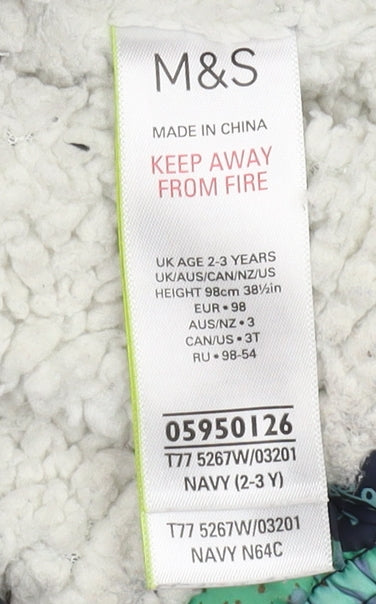 M&S
MADE IN CHINA
KEEP AWAY
FROM FIRE
UK AGE 2-3 YEARS
UK/AUS/CAN/NZ/US
HEIGHT 98cm 38½in
EUR • 98
AUS/NZ • 3
CAN/US • 3T
RU • 98-54
05950126
T77 5267W/03201
NAVY (2-3 Y)
T77 5267W/03201
NAVY N64C